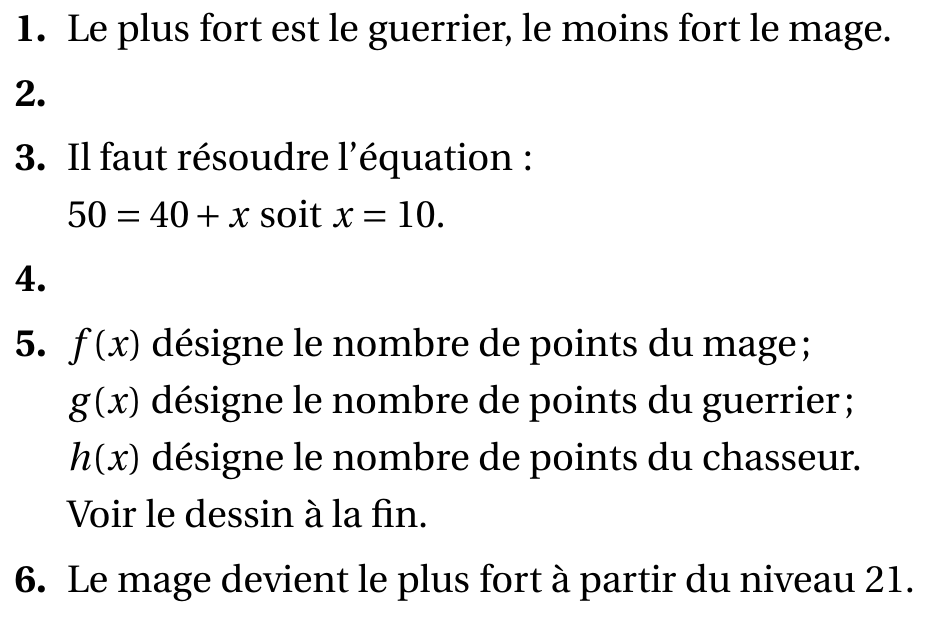 1. Le plus fort est le guerrier, le moins fort le mage.
2.
3. Il faut résoudre l'équation :
50 = 40 + x soit x = 10.
4.
5. f(x) désigne le nombre de points du mage ;
g(x) désigne le nombre de points du guerrier ;
h(x) désigne le nombre de points du chasseur.
Voir le dessin à la fin.
6. Le mage devient le plus fort à partir du niveau 21.